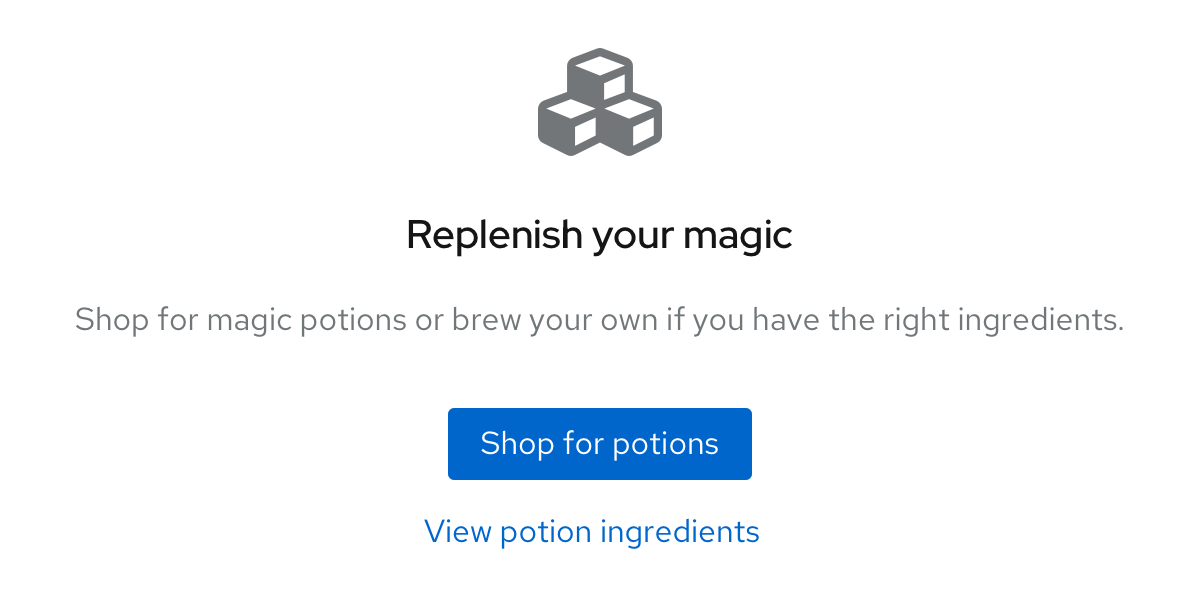 Replenish your magic
Shop for magic potions or brew your own if you have the right ingredients.
Shop for potions
View potion ingredients